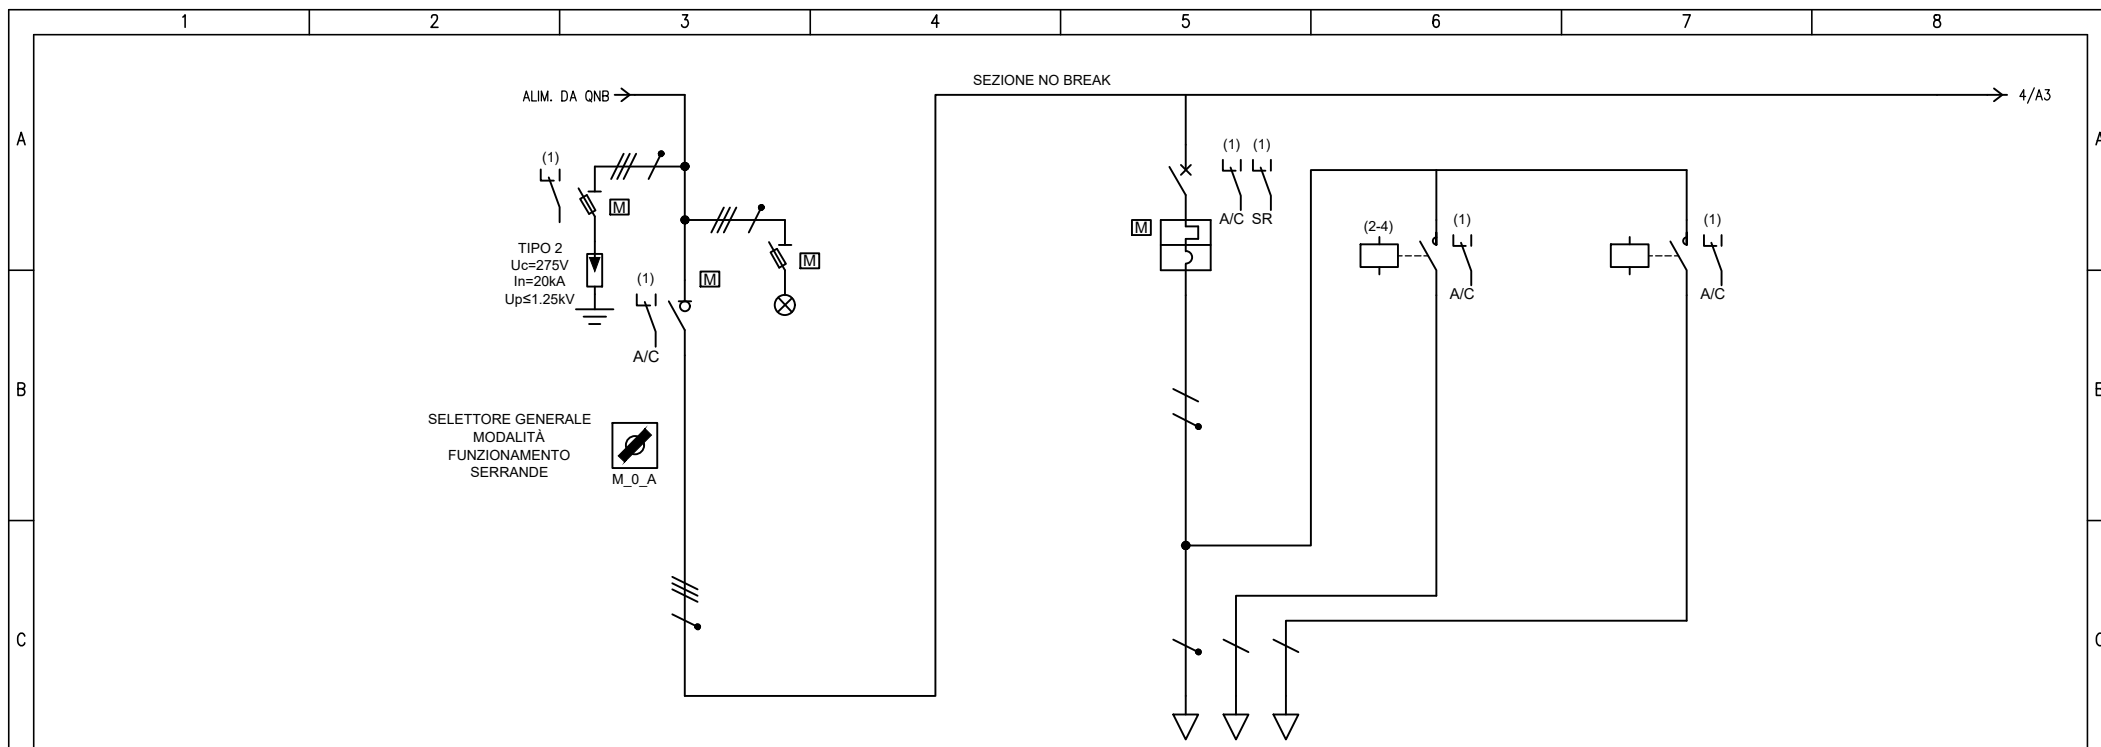 1 2 3 4 5 6 7 8
SEZIONE NO BREAK
ALIM. DA QNB
4/A3
A
A
(1)
(1) (1)
M
A/C SR
M
(2-4)
(1)
(1)
TIPO 2
Uc=275V
In=20kA
Up≤1.25kV
M
(1)
M
A/C
A/C
A/C
B
B
SELETTORE GENERALE
MODALITÀ
FUNZIONAMENTO
SERRANDE
M_0_A
C
C